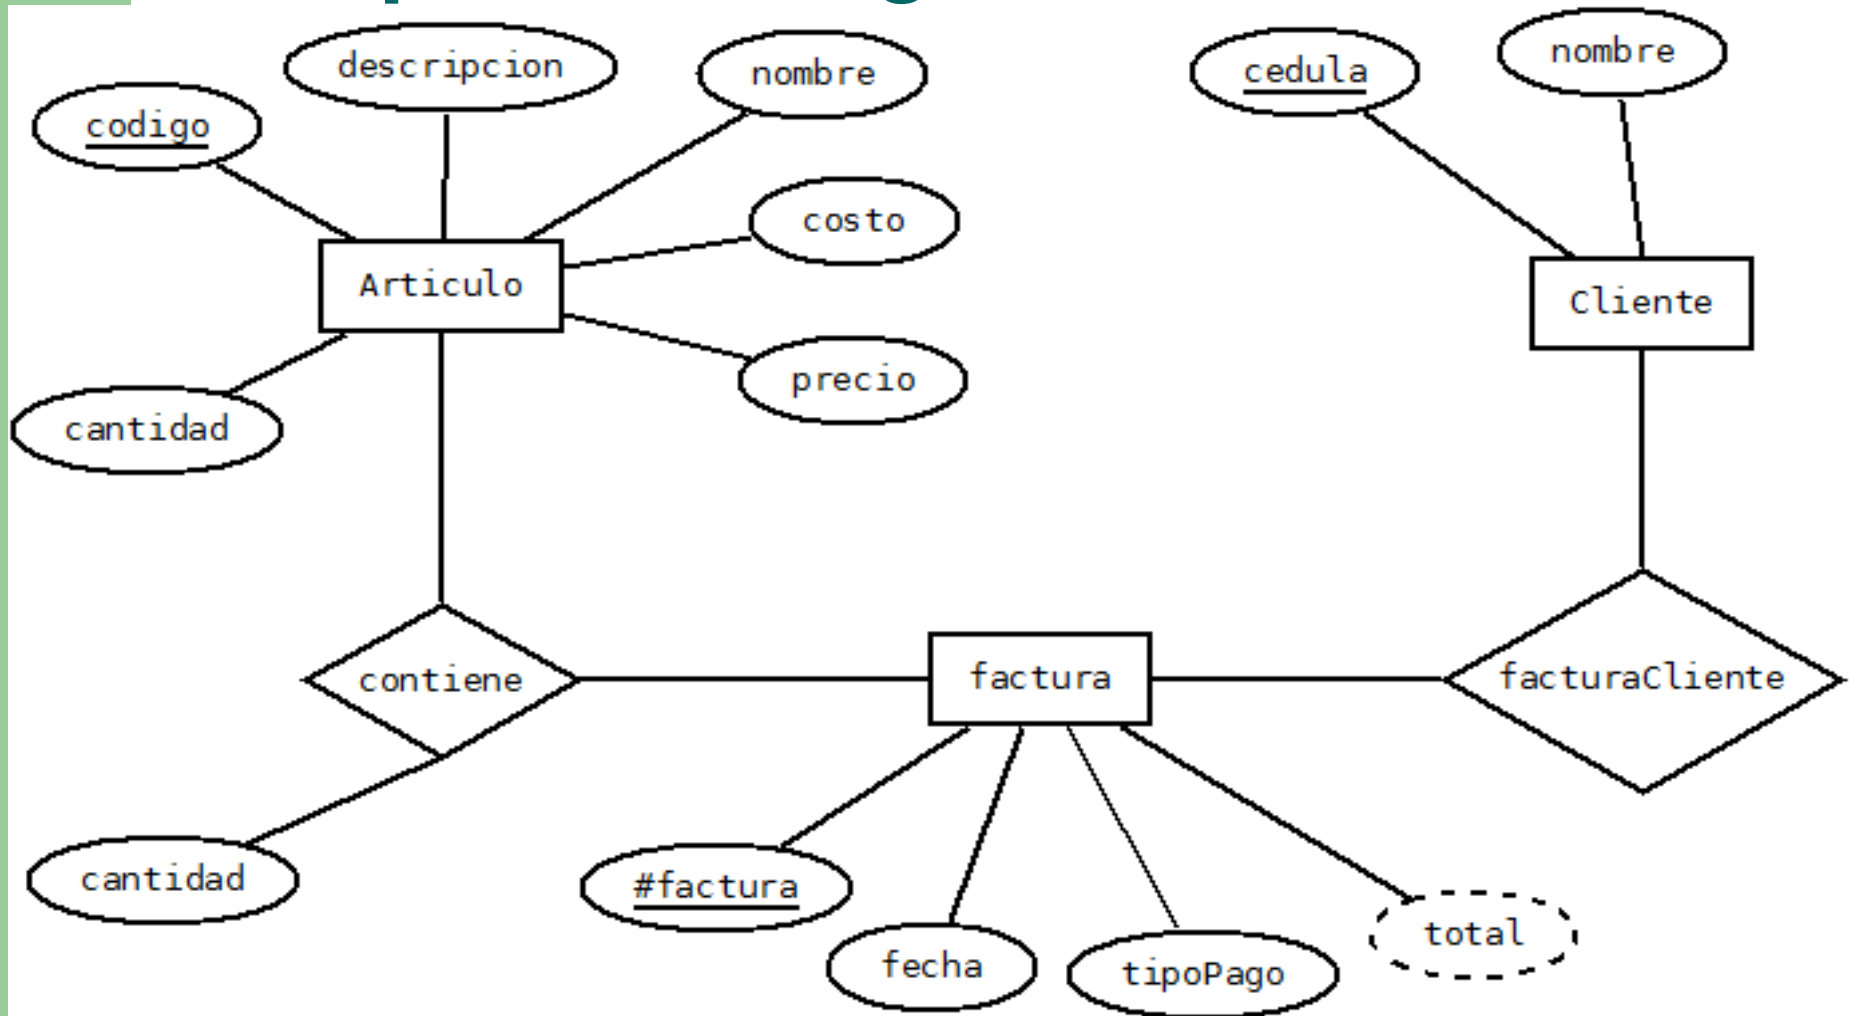 descripcion
nombre
cedula
nombre
codigo
costo
Articulo
Cliente
precio
cantidad
contiene
factura
facturaCliente
cantidad
#factura
fecha
tipoPago
total